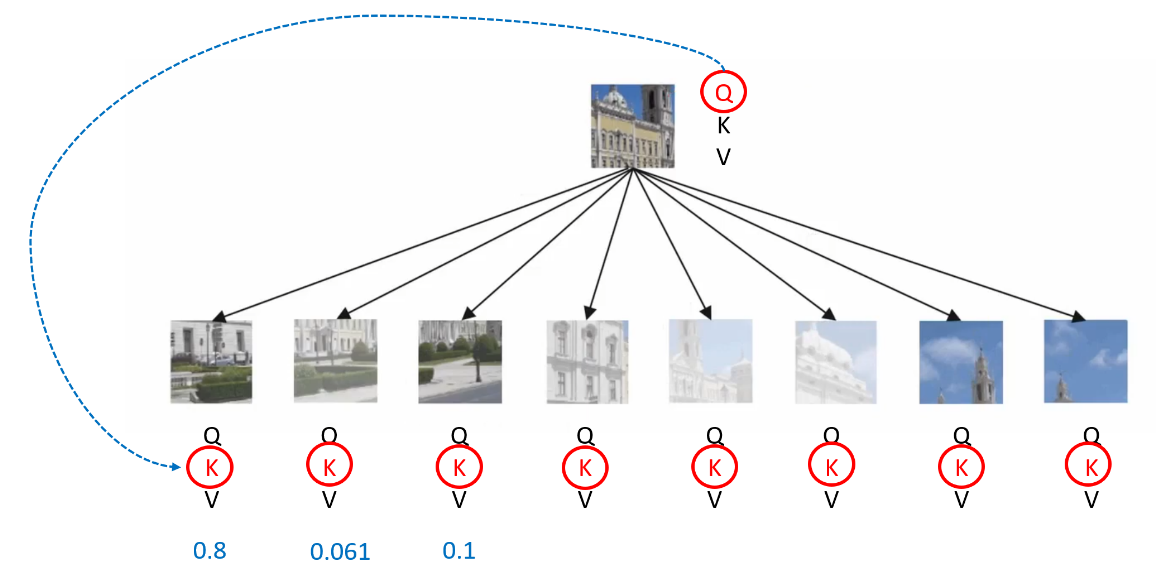 Q
K
V
Q Q Q Q Q Q Q Q
K K K K K K K K
V V V V V V V V
0.8 0.061 0.1